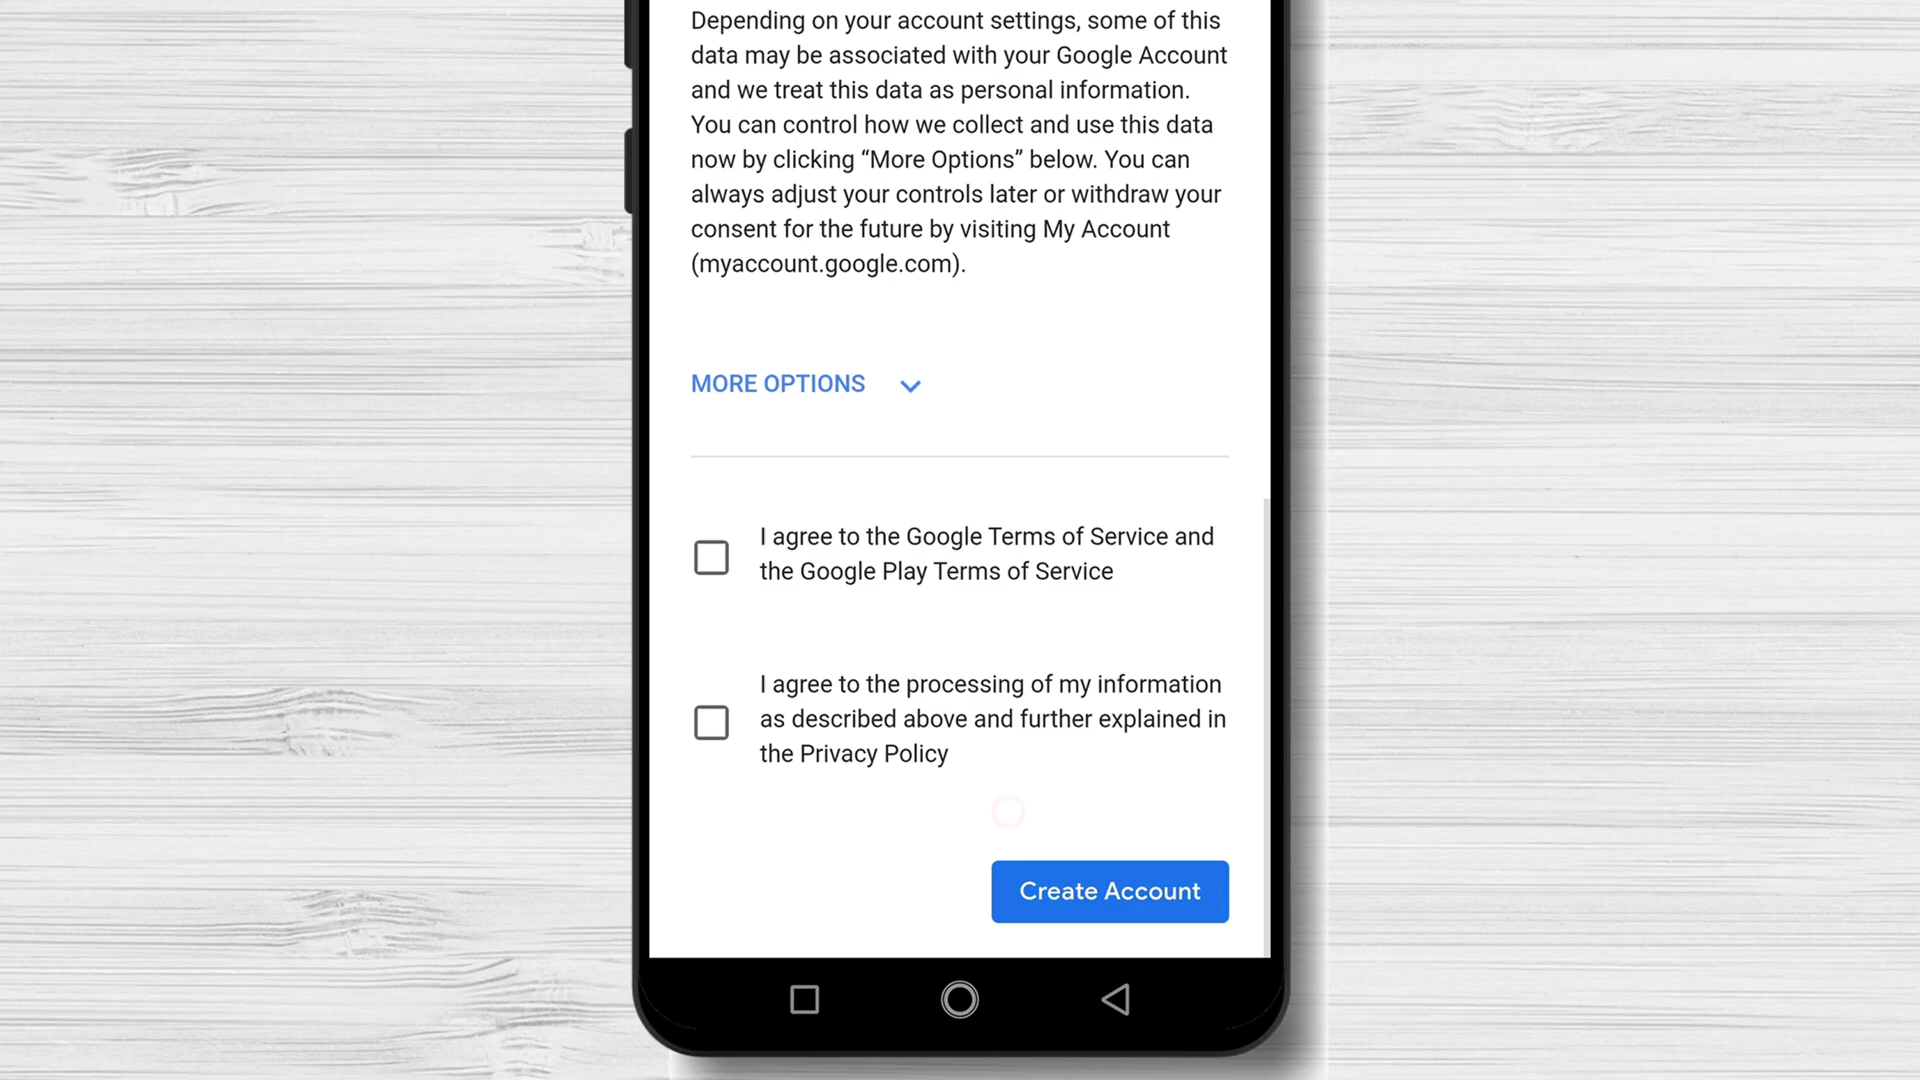 Depending on your account settings, some of this
data may be associated with your Google Account
and we treat this data as personal information.
You can control how we collect and use this data
now by clicking “More Options” below. You can
always adjust your controls later or withdraw your
consent for the future by visiting My Account
(myaccount.google.com).
MORE OPTIONS
I agree to the Google Terms of Service and
the Google Play Terms of Service
I agree to the processing of my information
as described above and further explained in
the Privacy Policy
Create Account